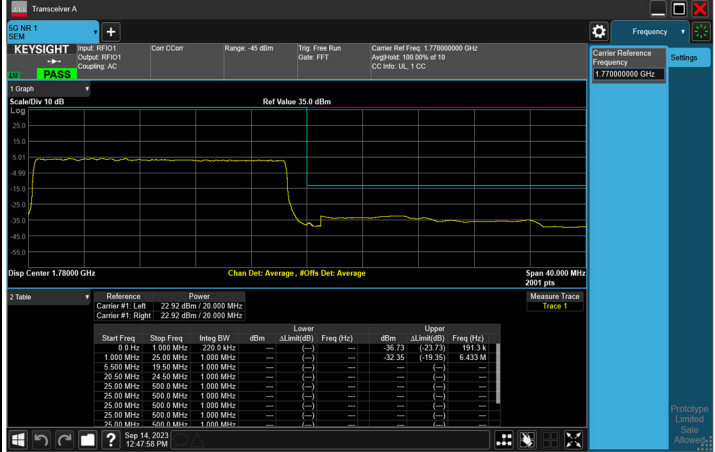 Transceiver A
5G NR 1
SEM
Frequency
KEYSIGHT
Input: RFIO1
Output: RFIO1
Coupling: AC
Corr CCorr
Range: -45 dBm
Trig: Free Run
Gate: FFT
Carrier Ref Freq: 1.770000000 GHz
Avg|Hold: 100.00% of 10
CC Info: UL, 1 CC
PASS
Carrier Reference
Frequency
1.770000000 GHz
Settings
1 Graph
Scale/Div 10 dB
Ref Value 35.0 dBm
Log
25.0
15.0
5.01
-4.99
-15.0
-25.0
-35.0
-45.0
-55.0
Disp Center 1.78000 GHz
Chan Det: Average , #Offs Det: Average
Span 40.000 MHz
2001 pts
2 Table
Reference Power
Carrier #1: Left 22.92 dBm / 20.000 MHz
Carrier #1: Right 22.92 dBm / 20.000 MHz
Measure Trace
Trace 1
Lower Upper
Start Freq Stop Freq Integ BW dBm ΔLimit(dB) Freq (Hz) dBm ΔLimit(dB) Freq (Hz)
0.0 Hz 1.000 MHz 220.0 kHz --- (---) --- -36.73 (-23.73) 191.3 k
1.000 MHz 25.00 MHz 1.000 MHz --- (---) --- -32.35 (-19.35) 6.433 M
5.500 MHz 19.50 MHz 1.000 MHz --- (---) --- --- (---) ---
20.50 MHz 24.50 MHz 1.000 MHz --- (---) --- --- (---) ---
25.00 MHz 500.0 MHz 1.000 MHz --- (---) --- --- (---) ---
25.00 MHz 500.0 MHz 1.000 MHz --- (---) --- --- (---) ---
25.00 MHz 500.0 MHz 1.000 MHz --- (---) --- --- (---) ---
25.00 MHz 500.0 MHz 1.000 MHz --- (---) --- --- (---) ---
25.00 MHz 500.0 MHz 1.000 MHz --- (---) --- --- (---) ---
Sep 14, 2023
12:47:58 PM
Prototype
Limited
Sale
Allowed